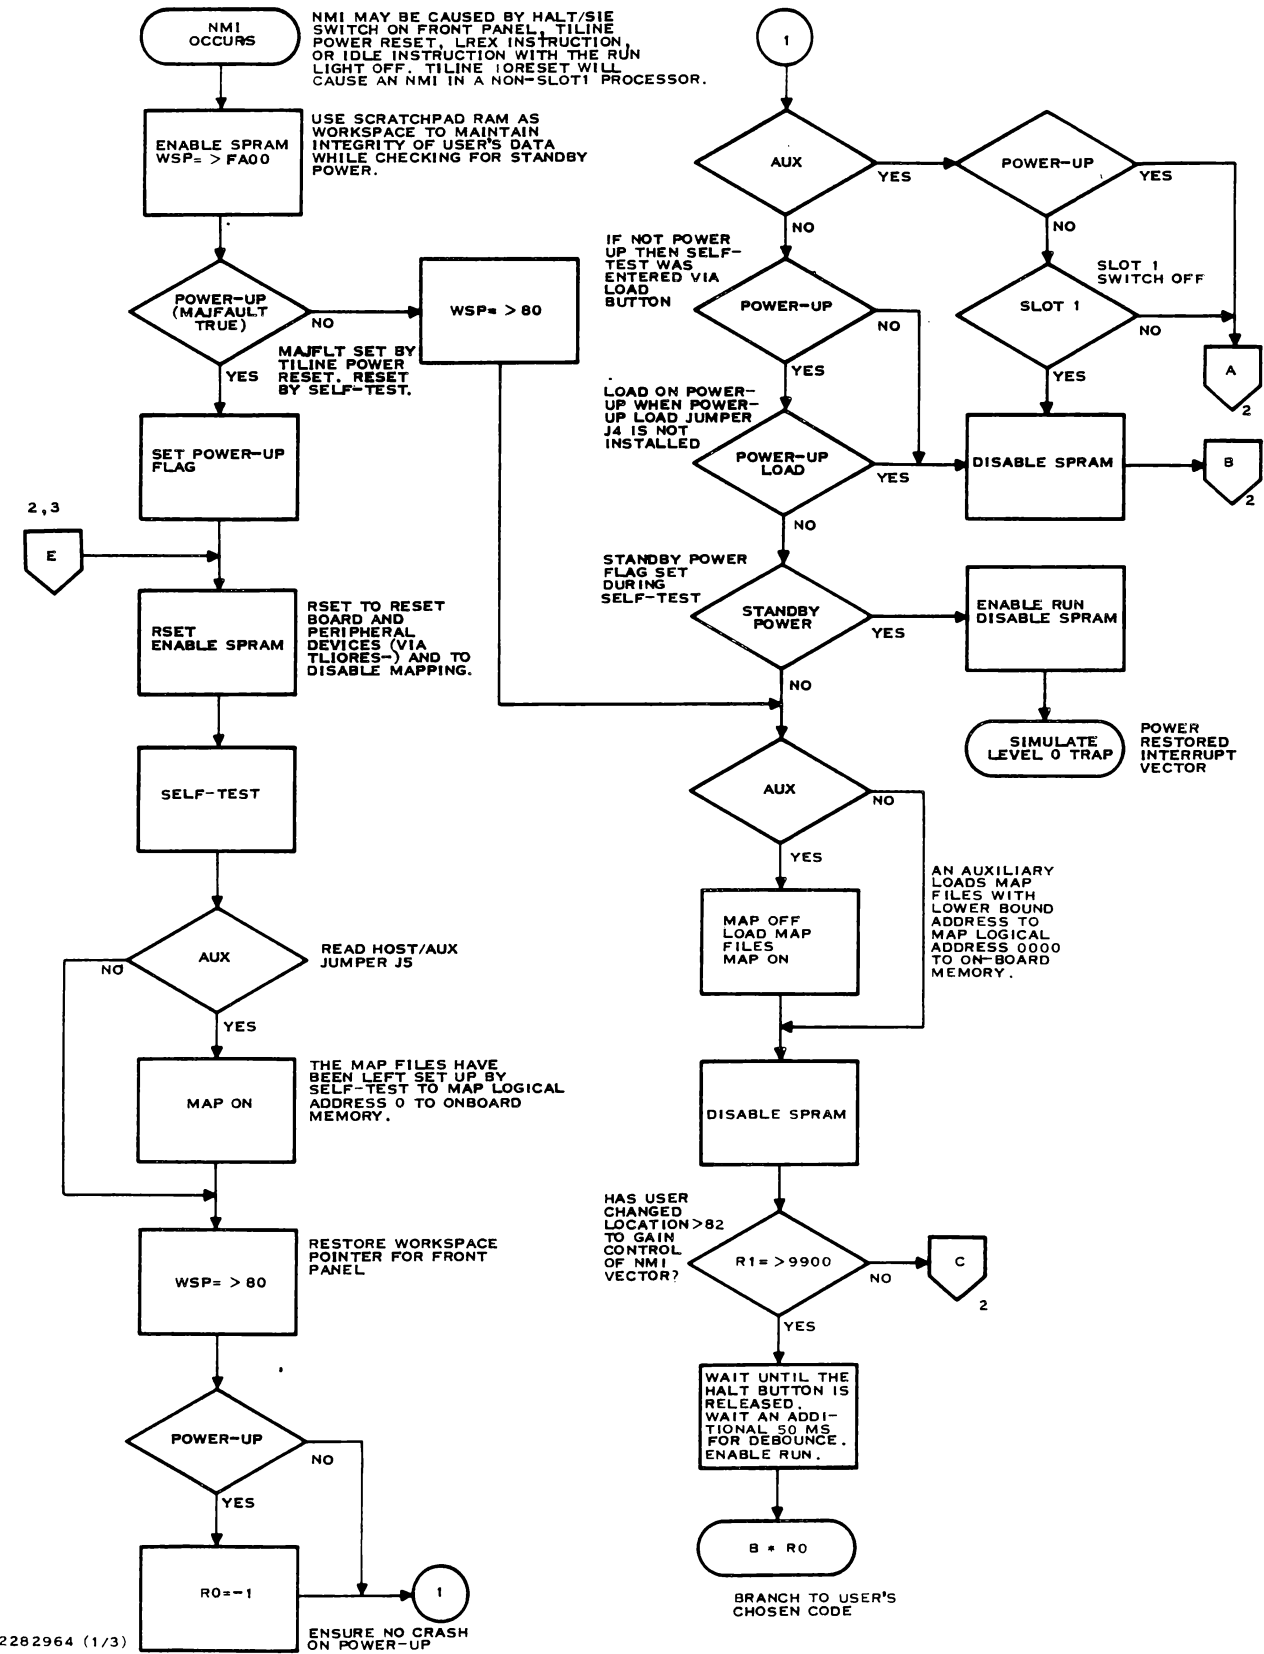 NMI
OCCURS
NMI MAY BE CAUSED BY HALT/SIE
SWITCH ON FRONT PANEL, TILINE
POWER RESET, LREX INSTRUCTION,
OR IDLE INSTRUCTION WITH THE RUN
LIGHT OFF. TILINE IORESET WILL
CAUSE AN NMI IN A NON-SLOT1 PROCESSOR.
ENABLE SPRAM
WSP= >FA00
USE SCRATCHPAD RAM AS
WORKSPACE TO MAINTAIN
INTEGRITY OF USER'S DATA
WHILE CHECKING FOR STANDBY
POWER.
POWER-UP
(MAJFAULT
TRUE)
NO
YES
WSP= >80
MAJFLT SET BY
TILINE POWER
RESET. RESET
BY SELF-TEST.
SET POWER-UP
FLAG
2,3
E
RSET
ENABLE SPRAM
RSET TO RESET
BOARD AND
PERIPHERAL
DEVICES (VIA
TLIORES-) AND TO
DISABLE MAPPING.
SELF-TEST
AUX
NO
YES
READ HOST/AUX
JUMPER J5
MAP ON
THE MAP FILES HAVE
BEEN LEFT SET UP BY
SELF-TEST TO MAP LOGICAL
ADDRESS 0 TO ONBOARD
MEMORY.
WSP= >80
RESTORE WORKSPACE
POINTER FOR FRONT
PANEL
POWER-UP
NO
YES
R0=-1
1
ENSURE NO CRASH
ON POWER-UP
2282964 (1/3)
1
AUX
YES
NO
POWER-UP
YES
NO
SLOT 1
SWITCH OFF
SLOT 1
NO
YES
A
2
IF NOT POWER
UP THEN SELF-
TEST WAS
ENTERED VIA
LOAD
BUTTON
POWER-UP
NO
YES
LOAD ON POWER-
UP WHEN POWER-
UP LOAD JUMPER
J4 IS NOT
INSTALLED
POWER-UP
LOAD
YES
NO
DISABLE SPRAM
B
2
STANDBY POWER
FLAG SET
DURING
SELF-TEST
STANDBY
POWER
YES
NO
ENABLE RUN
DISABLE SPRAM
SIMULATE
LEVEL 0 TRAP
POWER
RESTORED
INTERRUPT
VECTOR
AUX
NO
YES
MAP OFF
LOAD MAP
FILES
MAP ON
AN AUXILIARY
LOADS MAP
FILES WITH
LOWER BOUND
ADDRESS TO
MAP LOGICAL
ADDRESS 0000
TO ON-BOARD
MEMORY.
DISABLE SPRAM
HAS USER
CHANGED
LOCATION>82
TO GAIN
CONTROL
OF NMI
VECTOR?
R1= >9900
NO
YES
C
2
WAIT UNTIL THE
HALT BUTTON IS
RELEASED.
WAIT AN ADDI-
TIONAL 50 MS
FOR DEBOUNCE.
ENABLE RUN.
B * R0
BRANCH TO USER'S
CHOSEN CODE